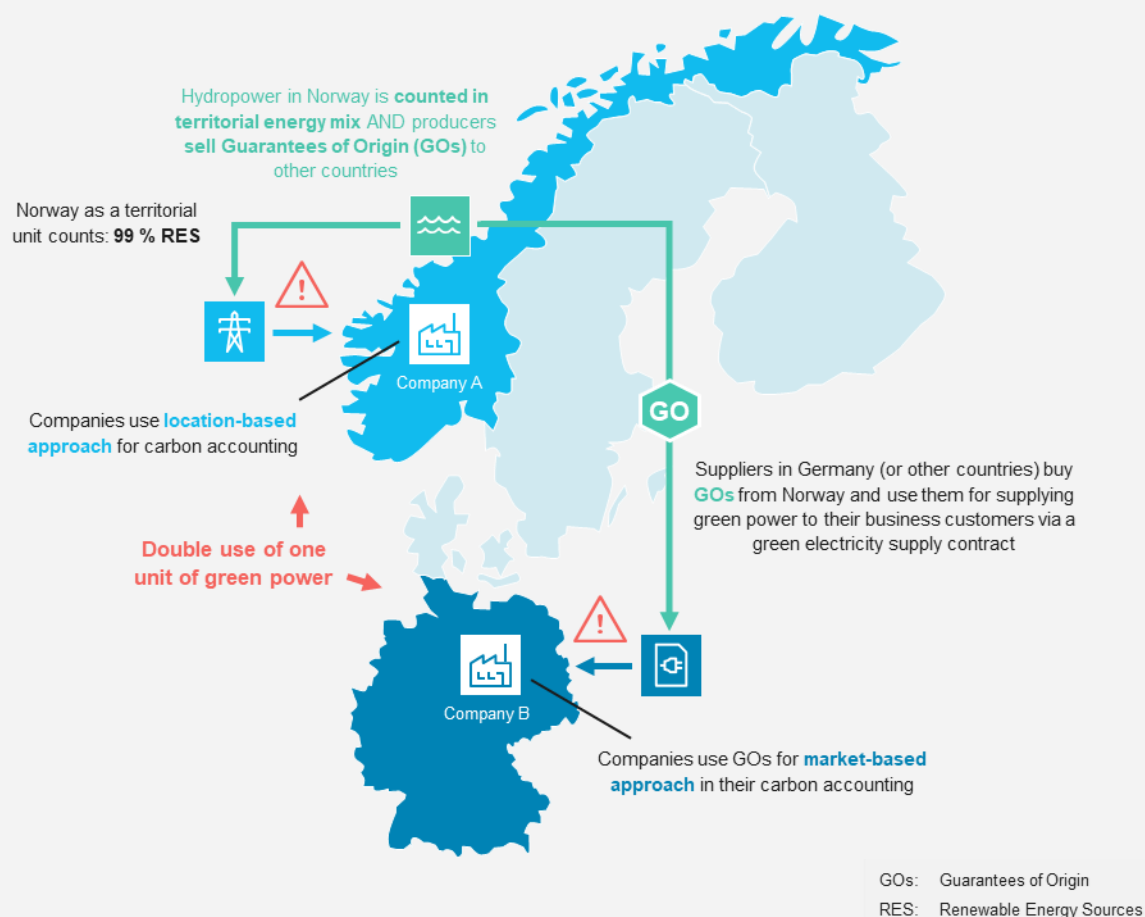 Hydropower in Norway is counted in
territorial energy mix AND producers
sell Guarantees of Origin (GOs) to
other countries
Norway as a territorial
unit counts: 99 % RES
Company A
Companies use location-based
approach for carbon accounting
GO
Suppliers in Germany (or other countries) buy
GOs from Norway and use them for supplying
green power to their business customers via a
green electricity supply contract
Double use of one
unit of green power
Company B
Companies use GOs for market-based
approach in their carbon accounting
GOs: Guarantees of Origin
RES: Renewable Energy Sources